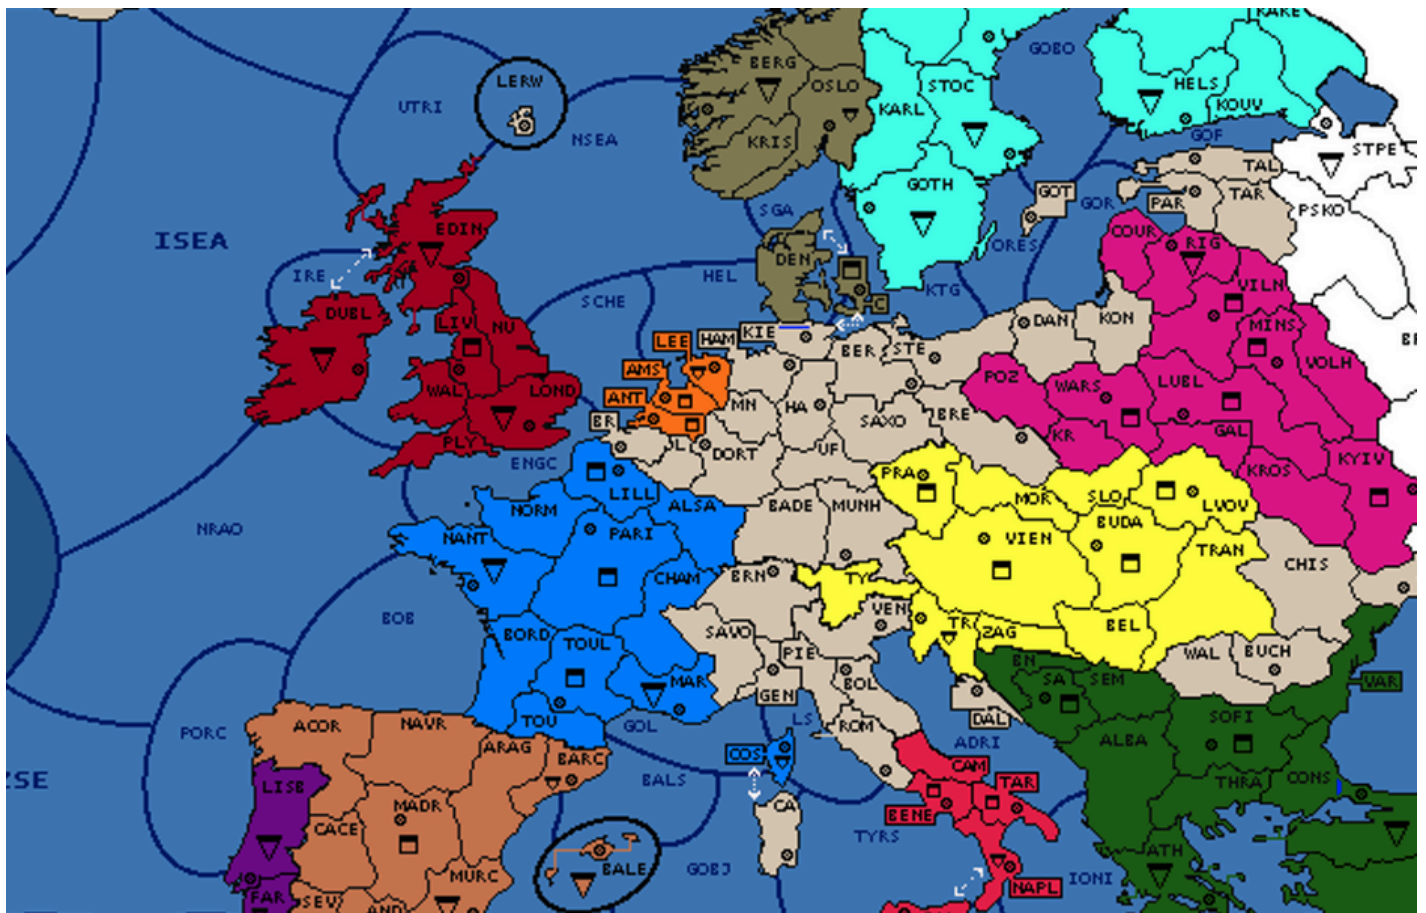 KAKE
GOBO
BERG
LERW
OSLO
STOC
HELS
UTRI
KARL
KOUV
NSEA
KRIS
GOF
STPE
TAL
GOTH
GOT
TAR
PAR
GOR
PSKO
SGA
EDIN
COUR
ISEA
ORES
RIG
DEN
IRE
HEL
KTG
VILN
SCHE
C
DUBL
LIV
NU
KIE
DAN
KON
MINS
LEE
HAM
BER
STE
VOLH
AMS
POZ
WARS
LUBL
WAL
LOND
ANT
MN
HA
BRE
BR
SAXO
PLY
KR
GAL
L
DORT
UF
KYIV
ENGC
PRA
KROS
LILL
MOR
SLO
NORM
ALSA
BADE
MUNH
LVOV
BUDA
NRAO
PARI
NANT
VIEN
TRAN
CHIS
CHAM
BRN
TY
BOB
VEN
TR
BORD
TOUL
SAVO
ZAG
BEL
PIE
WAL
BUCH
BN
SA
SEM
MAR
BOL
VAR
GEN
TOU
GOL
LS
DAL
SOFI
ACOR
NAVR
ROM
PORC
ARAG
ADRI
ALBA
BARC
COS
CAM
ZSE
BALS
TAR
THRA
CONS
LISB
MADR
CA
BENE
CACE
TYRS
ATH
MURC
BALE
GOBJ
IONI
NAPL
FAR
SEV
AND